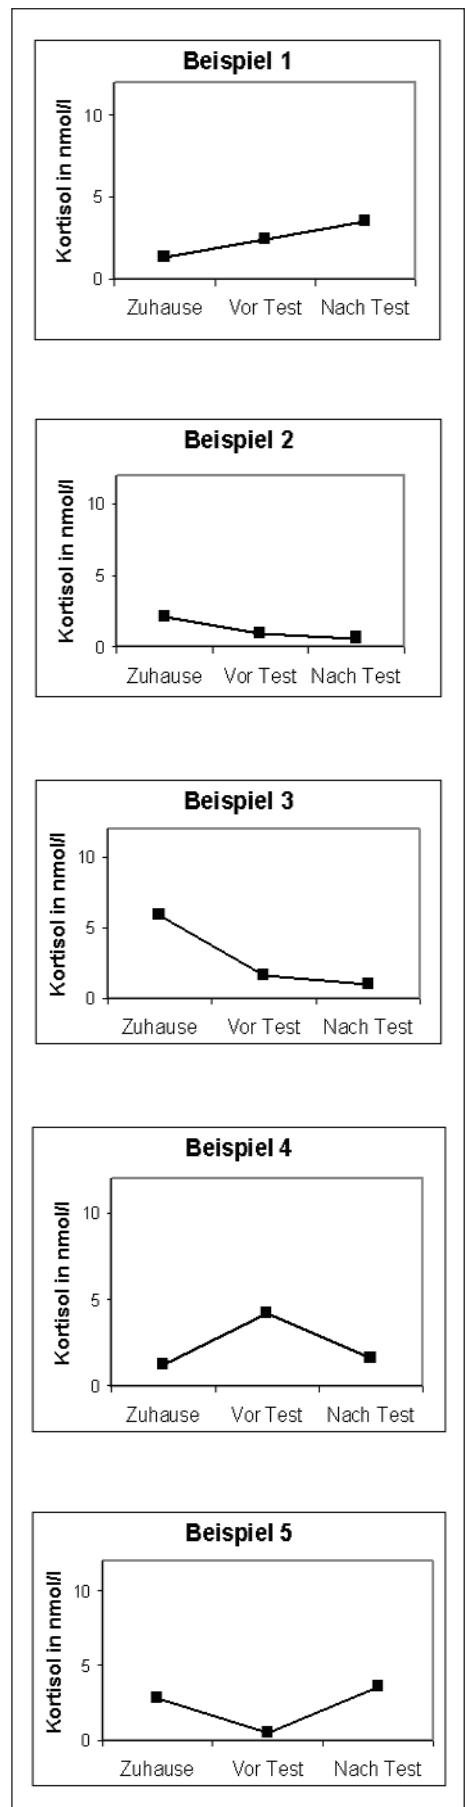 Beispiel 1
Kortisol in nmol/l
10
5
0
Zuhause Vor Test Nach Test
Beispiel 2
Kortisol in nmol/l
10
5
0
Zuhause Vor Test Nach Test
Beispiel 3
Kortisol in nmol/l
10
5
0
Zuhause Vor Test Nach Test
Beispiel 4
Kortisol in nmol/l
10
5
0
Zuhause Vor Test Nach Test
Beispiel 5
Kortisol in nmol/l
10
5
0
Zuhause Vor Test Nach Test